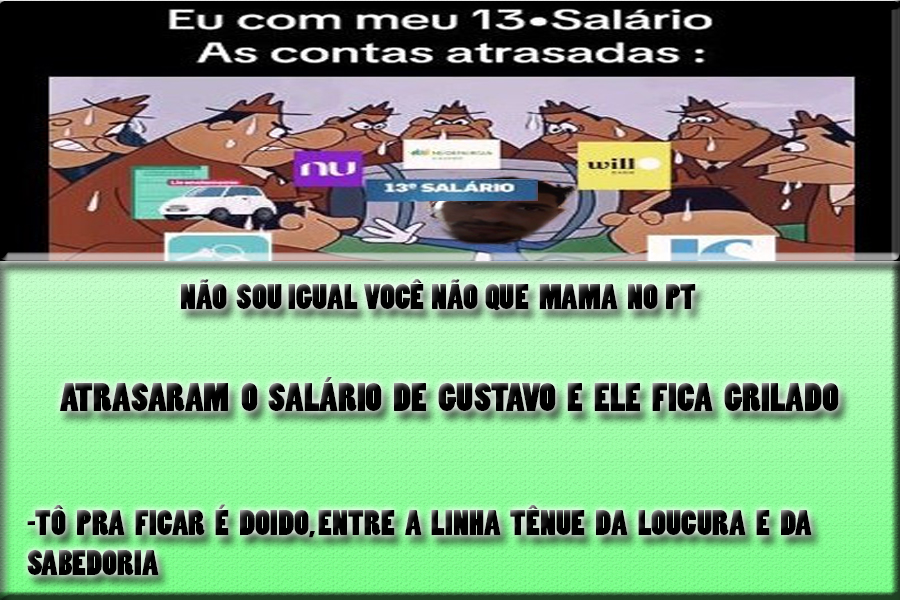 Eu com meu 13•Salário
As contas atrasadas :
nu
NEOENERGIA
will
BANK
13º SALÁRIO
Licenciamento
NÃO SOU IGUAL VOCÊ NÃO QUE MAMA NO PT
ATRASARAM O SALÁRIO DE GUSTAVO E ELE FICA GRILADO
-TÔ PRA FICAR É DOIDO,ENTRE A LINHA TÊNUE DA LOUCURA E DA
SABEDORIA